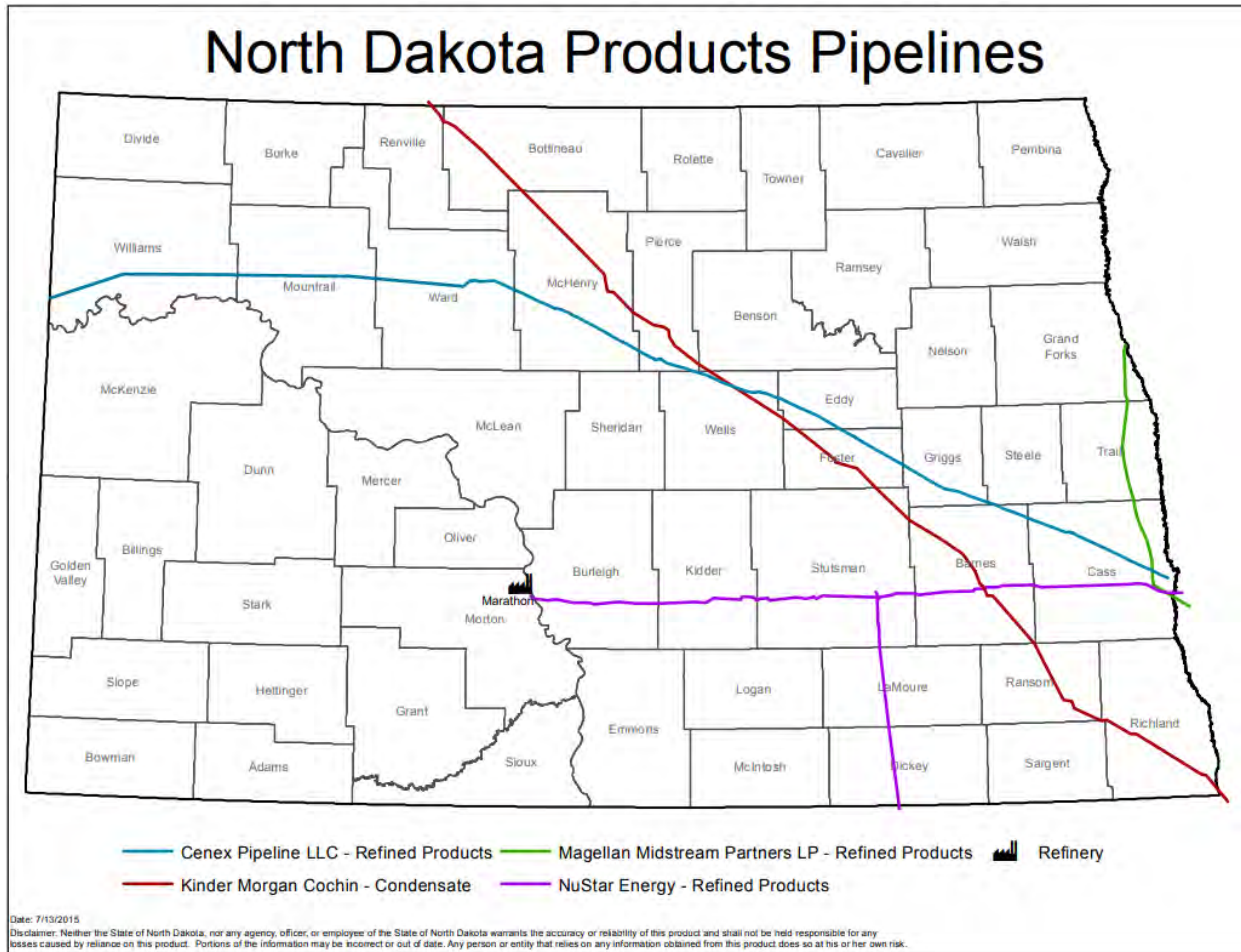 North Dakota Products Pipelines
Divide
Burke
Renville
Bottineau
Rolette
Towner
Cavalier
Pembina
Williams
Mountrail
Ward
McHenry
Pierce
Benson
Ramsey
Walsh
Nelson
Grand
Forks
McKenzie
Dunn
McLean
Mercer
Oliver
Sheridan
Wells
Eddy
Foster
Griggs
Steele
Traill
Golden
Valley
Billings
Stark
Marathon
Morton
Burleigh
Kidder
Stutsman
Barnes
Cass
Slope
Hettinger
Grant
Sioux
Bowman
Adams
Emmons
Logan
LaMoure
Ransom
Richland
McIntosh
Dickey
Sargent
Cenex Pipeline LLC - Refined Products
Magellan Midstream Partners LP - Refined Products
Refinery
Kinder Morgan Cochin - Condensate
NuStar Energy - Refined Products
Date: 7/13/2015
Disclaimer: Neither the State of North Dakota, nor any agency, officer, or employee of the State of North Dakota warrants the accuracy or reliability of this product and shall not be held responsible for any
losses caused by reliance on this product. Portions of the information may be incorrect or out of date. Any person or entity that relies on any information obtained from this product does so at his or her own risk.